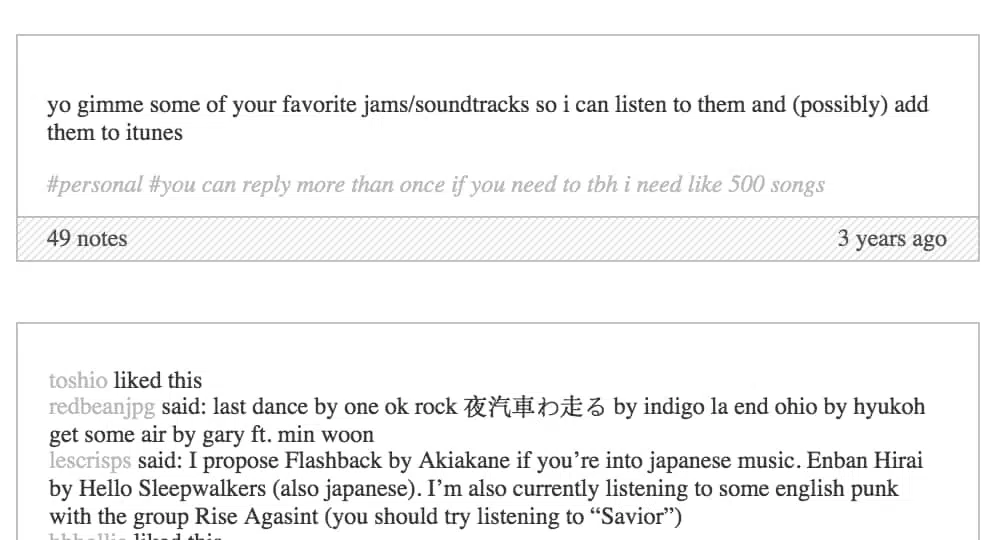 yo gimme some of your favorite jams/soundtracks so i can listen to them and (possibly) add
them to itunes
#personal #you can reply more than once if you need to tbh i need like 500 songs
49 notes
3 years ago
toshio liked this
redbeanjpg said: last dance by one ok rock 夜汽車わ走る by indigo la end ohio by hyukoh
get some air by gary ft. min woon
lescrisps said: I propose Flashback by Akiakane if you’re into japanese music. Enban Hirai
by Hello Sleepwalkers (also japanese). I’m also currently listening to some english punk
with the group Rise Agasint (you should try listening to “Savior”)
liked this